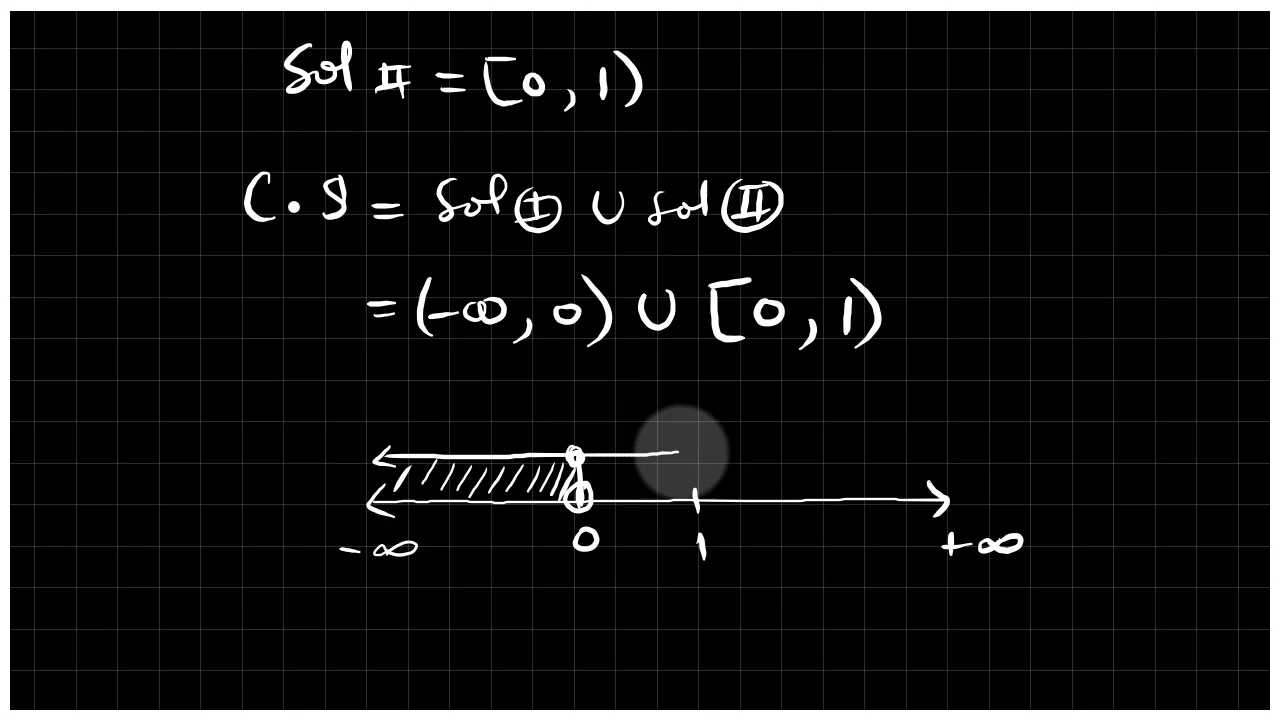 Sol II = [0, 1)
C.S = Sol I ∪ Sol II
= (-∞, 0) ∪ [0, 1)
-∞ 0 1 +∞